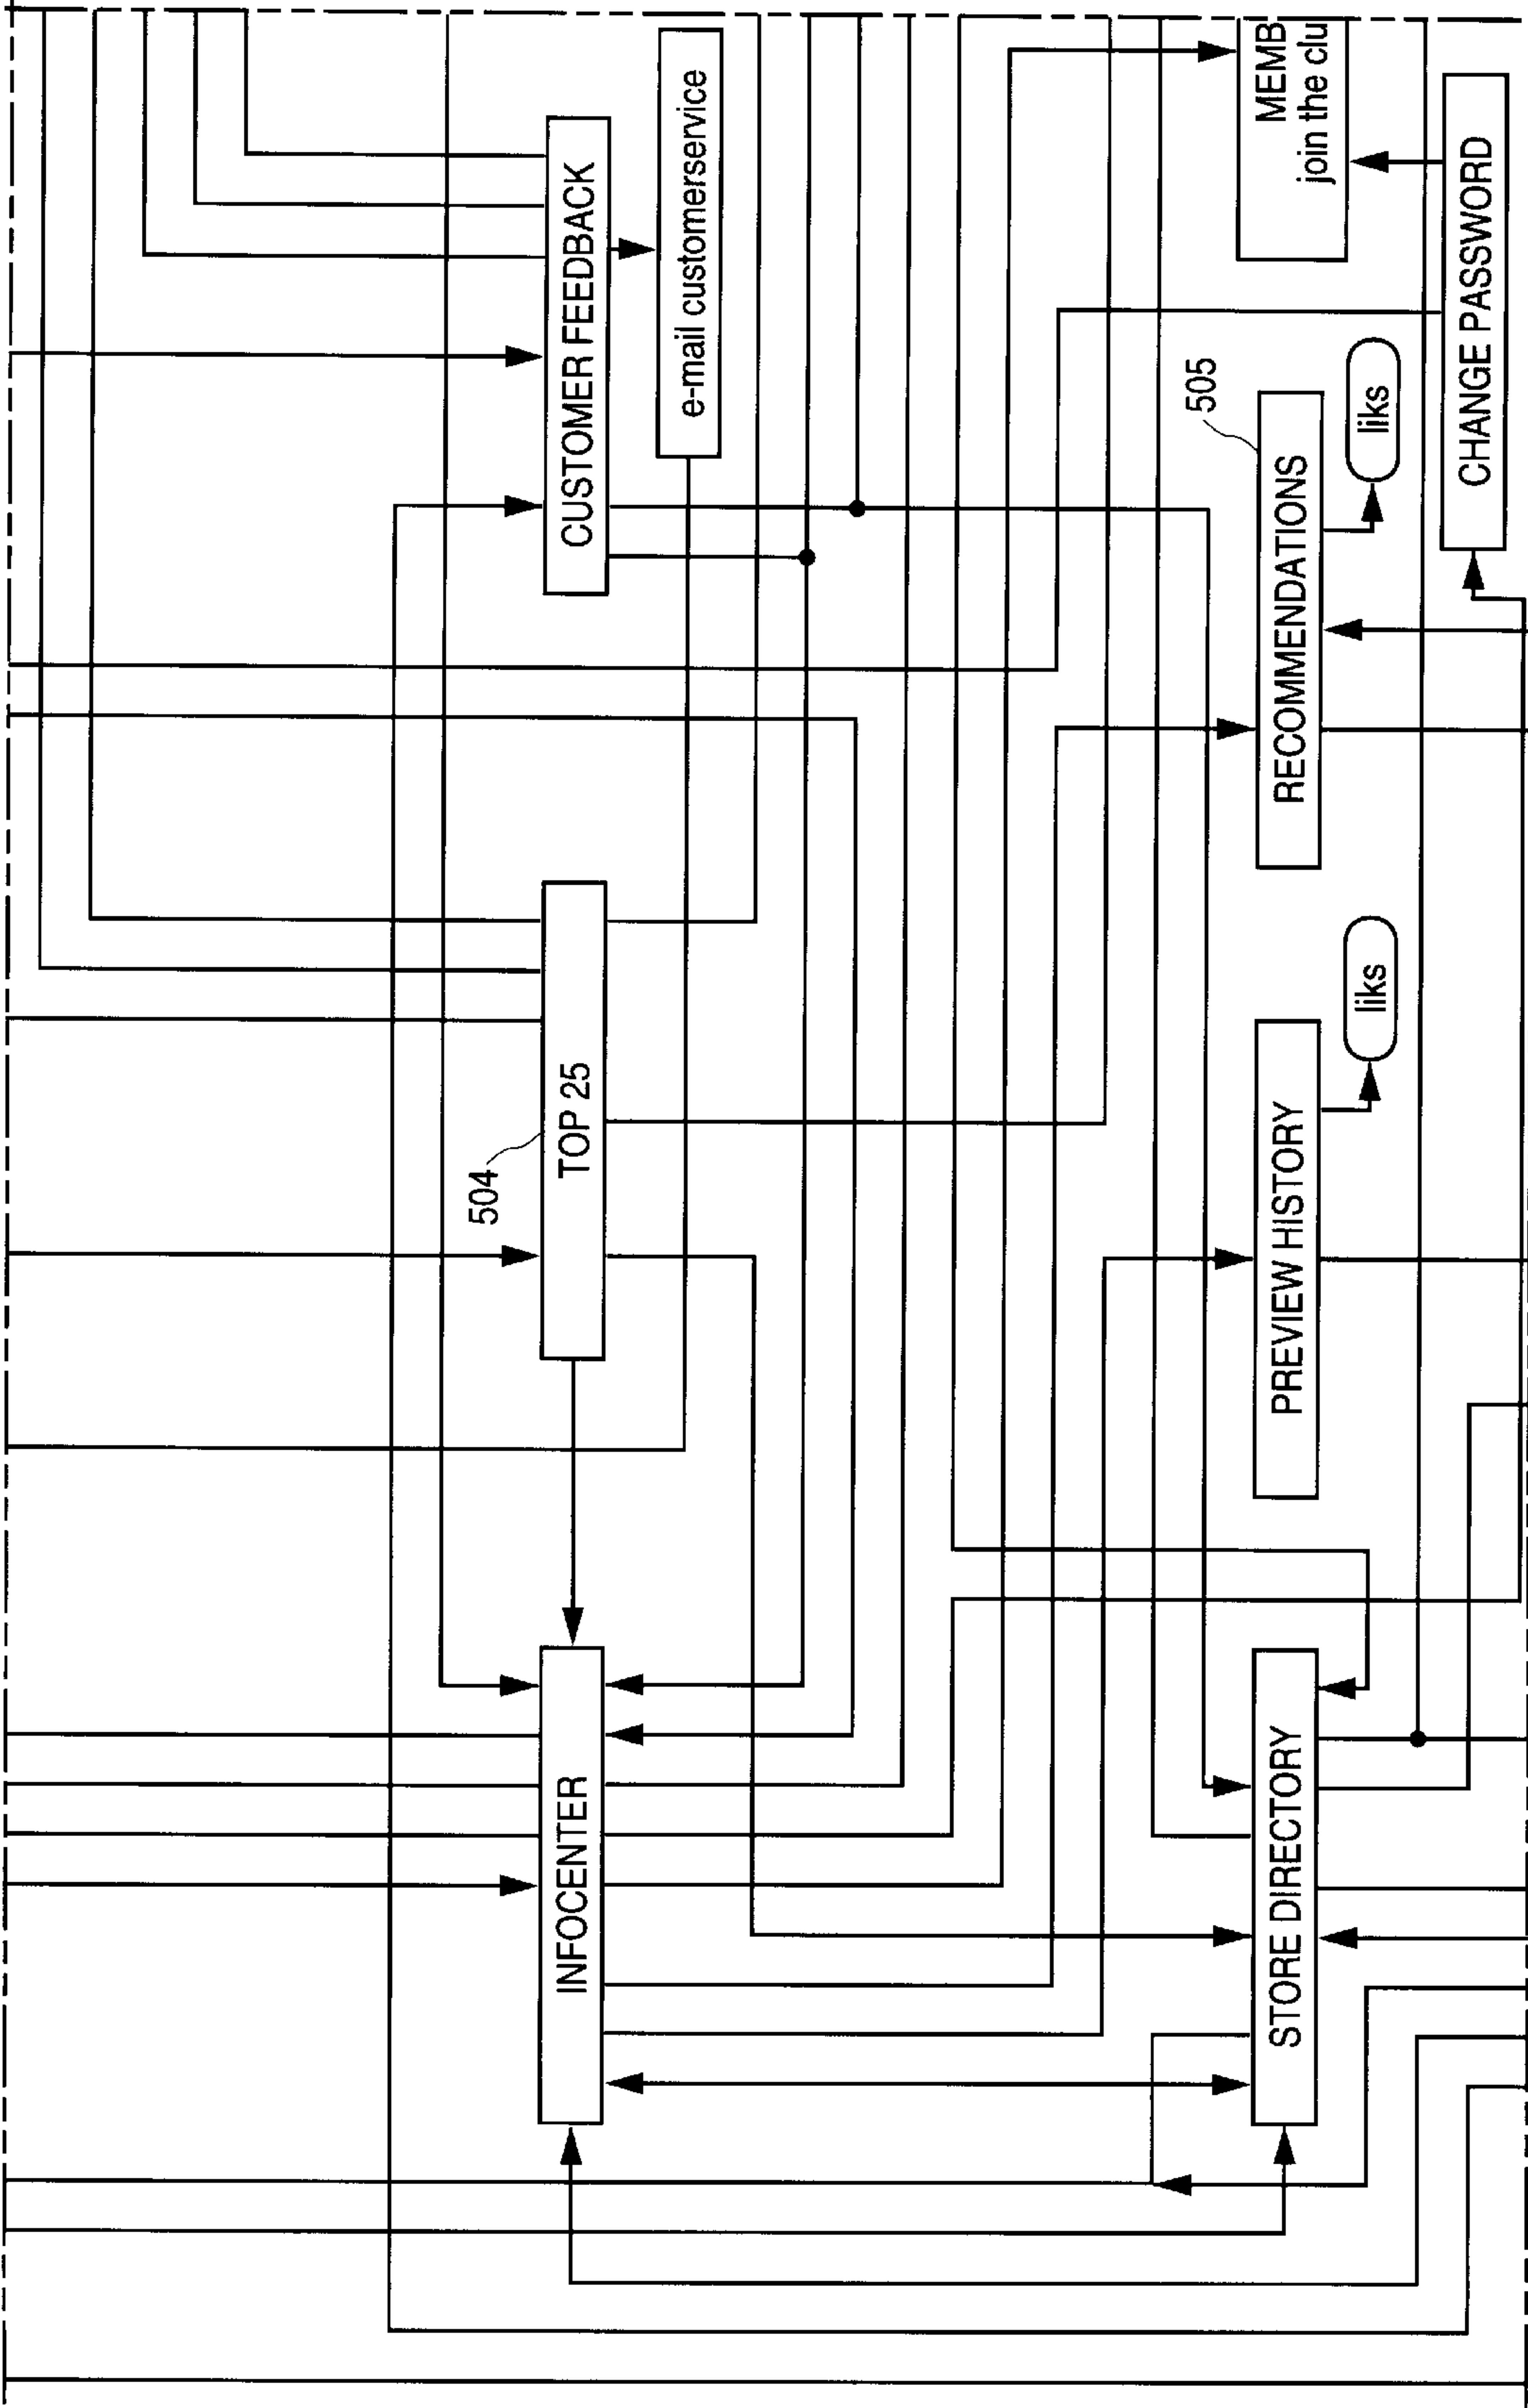 INFOCENTER
504
TOP 25
CUSTOMER FEEDBACK
e-mail customerservice
STORE DIRECTORY
PREVIEW HISTORY
liks
505
RECOMMENDATIONS
liks
MEMB
join the clu
CHANGE PASSWORD